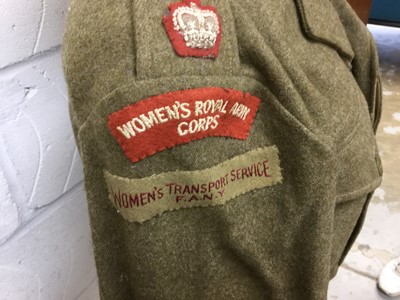 WOMEN'S ROYAL ARMY
CORPS
WOMEN'S TRANSPORT SERVICE
F.A.N.Y